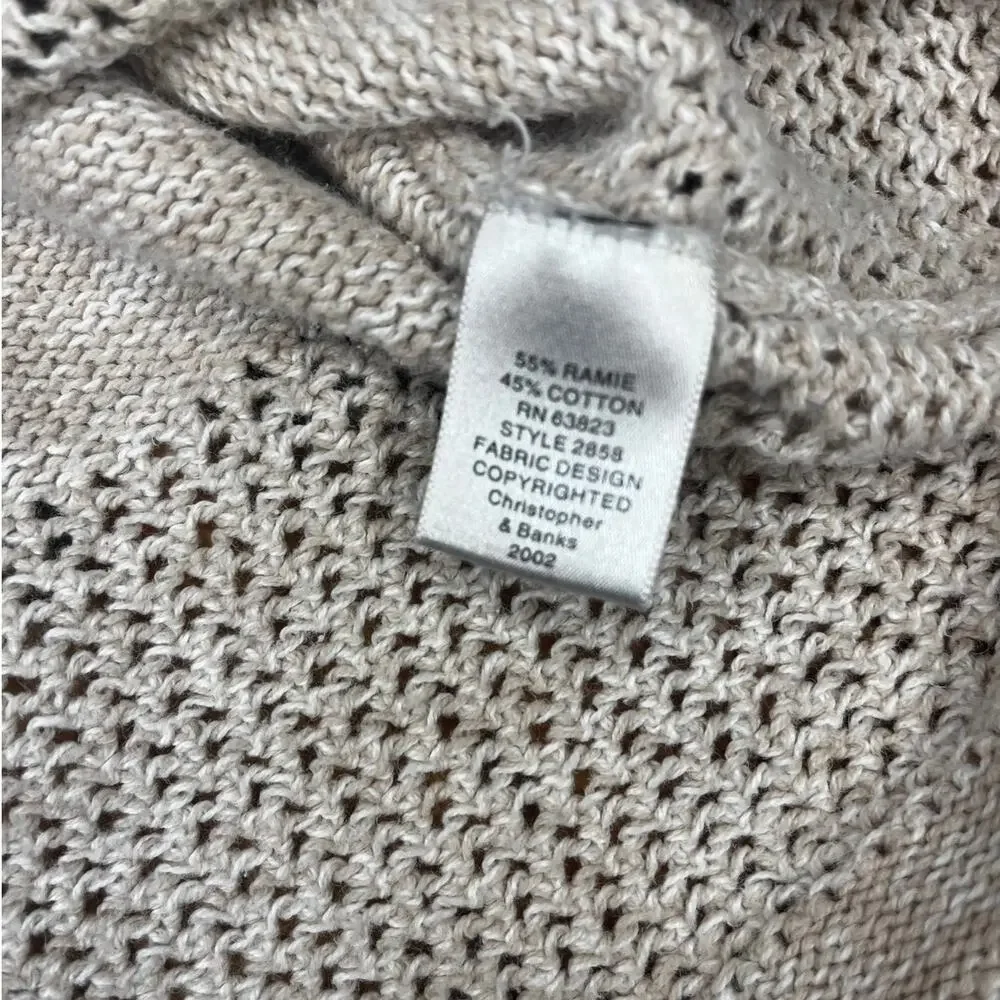 55% RAMIE
45% COTTON
RN 63823
STYLE 2858
FABRIC DESIGN
COPYRIGHTED
Christopher
& Banks
2002